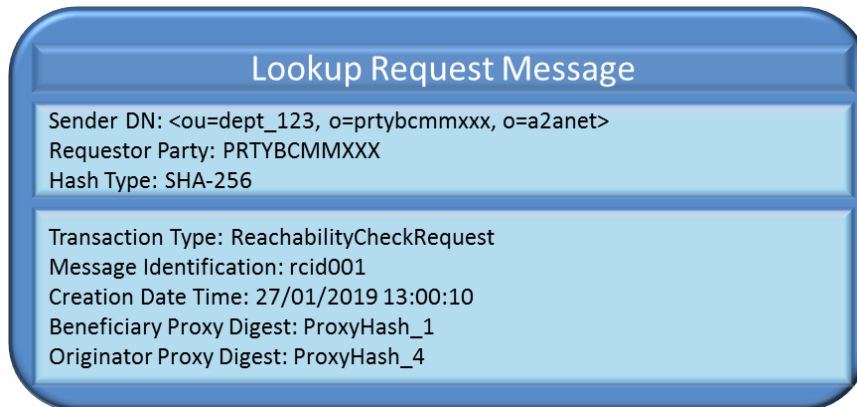 Lookup Request Message
Sender DN: <ou=dept_123, o=prtybcmmxxx, o=a2anet>
Requestor Party: PRTYBCMMXXX
Hash Type: SHA-256
Transaction Type: ReachabilityCheckRequest
Message Identification: rcid001
Creation Date Time: 27/01/2019 13:00:10
Beneficiary Proxy Digest: ProxyHash_1
Originator Proxy Digest: ProxyHash_4